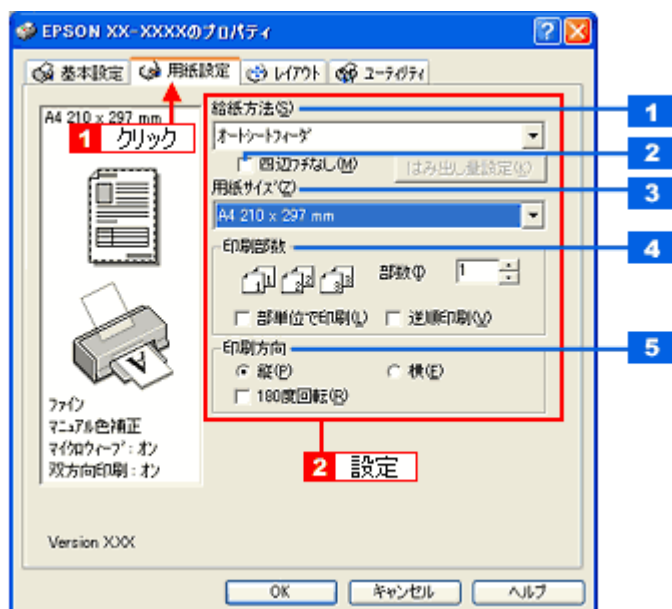 EPSON XX-XXXXのプロパティ
基本設定 用紙設定 レイアウト ユーティリティ
A4 210 x 297 mm
1 クリック
給紙方法(S) 1
オートシートフィーダ
四辺フチなし(M) はみ出し量設定(K) 2
用紙サイズ(Z) 3
A4 210 x 297 mm
印刷部数 4
1 1 2 2 3 3 部数(I) 1
部単位で印刷(L) 逆順印刷(V)
印刷方向 5
縦(P) 横(E)
180度回転(R)
A
ファイン
マニュアル色補正
マイクロウィーブ：オン
双方向印刷：オン
2 設定
Version X.XX
OK キャンセル ヘルプ